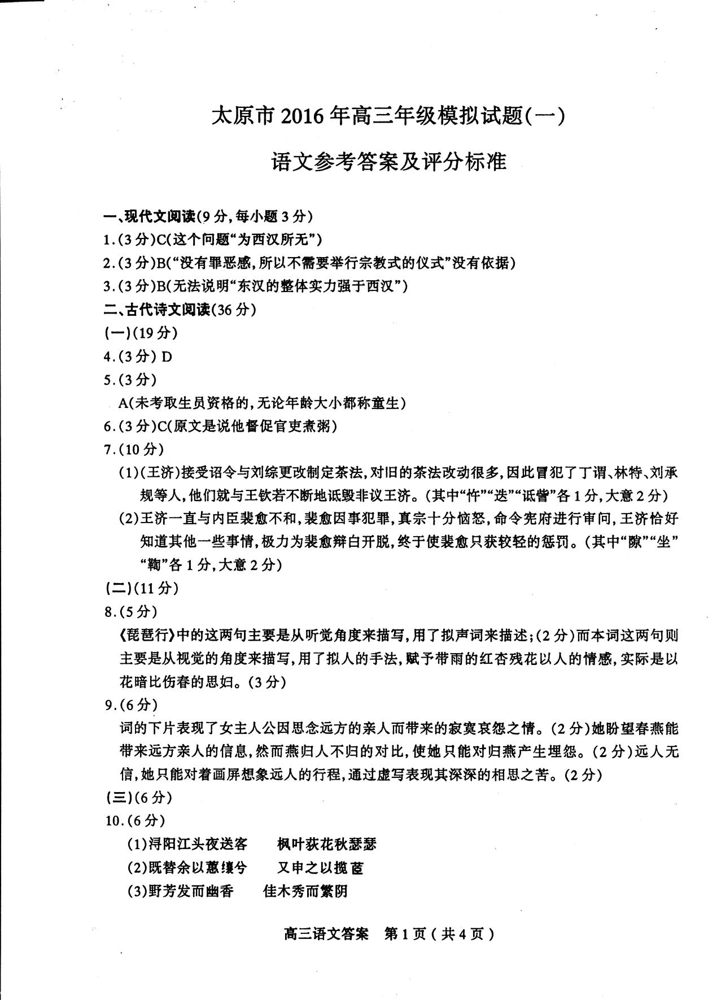 太原市 2016 年高三年级模拟试题(一)
语文参考答案及评分标准
一、现代文阅读(9 分,每小题 3 分)
1.(3 分)C(这个问题“为西汉所无”)
2.(3 分)B(“没有罪恶感,所以不需要举行宗教式的仪式”没有依据)
3.(3 分)B(无法说明“东汉的整体实力强于西汉”)
二、古代诗文阅读(36 分)
(一)(19 分)
4.(3 分) D
5.(3 分)
A(未考取生员资格的,无论年龄大小都称童生)
6.(3 分)C(原文是说他督促官吏煮粥)
7.(10 分)
(1)(王济)接受诏令与刘综更改制定茶法,对旧的茶法改动很多,因此冒犯了丁谓、林特、刘承
规等人,他们就与王钦若不断地诋毁非议王济。(其中“忤”“迭”“诋訾”各 1 分,大意 2 分)
(2)王济一直与内臣裴愈不和,裴愈因事犯罪,真宗十分恼怒,命令宪府进行审问,王济恰好
知道其他一些事情,极力为裴愈辩白开脱,终于使裴愈只获较轻的惩罚。(其中“隙”“坐”
“鞫”各 1 分,大意 2 分)
(二)(11 分)
8.(5 分)
《琵琶行》中的这两句主要是从听觉角度来描写,用了拟声词来描述;(2 分)而本词这两句则
主要是从视觉的角度来描写,用了拟人的手法,赋予带雨的红杏残花以人的情感,实际是以
花暗比伤春的思妇。(3 分)
9.(6 分)
词的下片表现了女主人公因思念远方的亲人而带来的寂寞哀怨之情。(2 分)她盼望春燕能
带来远方亲人的信息,然而燕归人不归的对比,使她只能对归燕产生埋怨。(2 分)远人无
信,她只能对着画屏想象远人的行程,通过虚写表现其深深的相思之苦。(2 分)
(三)(6 分)
10.(6 分)
(1)浔阳江头夜送客 枫叶荻花秋瑟瑟
(2)既替余以蕙纕兮 又申之以揽茝
(3)野芳发而幽香 佳木秀而繁阴
高三语文答案 第 1 页 ( 共 4 页 )